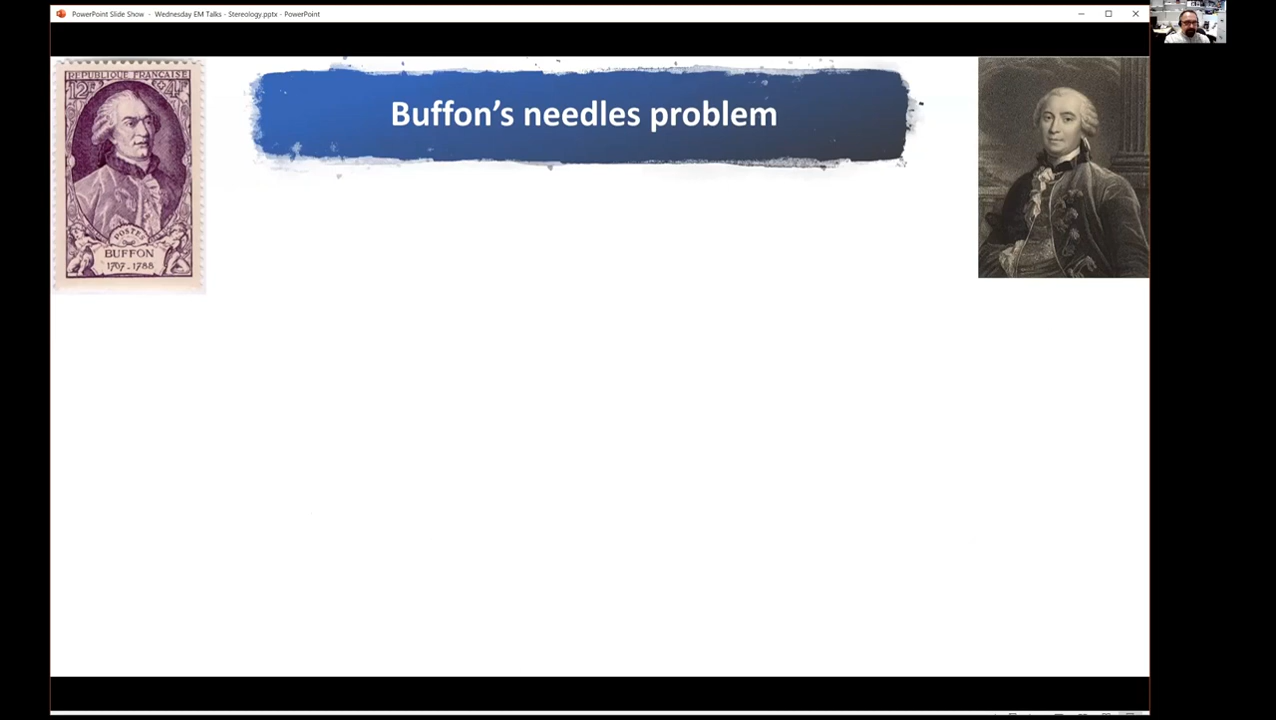 PowerPoint Slide Show - Wednesday EM Talks - Stereology.pptx - PowerPoint
REPUBLIQUE FRANCAISE
12F +4F
Buffon's needles problem
POSTES
BUFFON
1707-1788